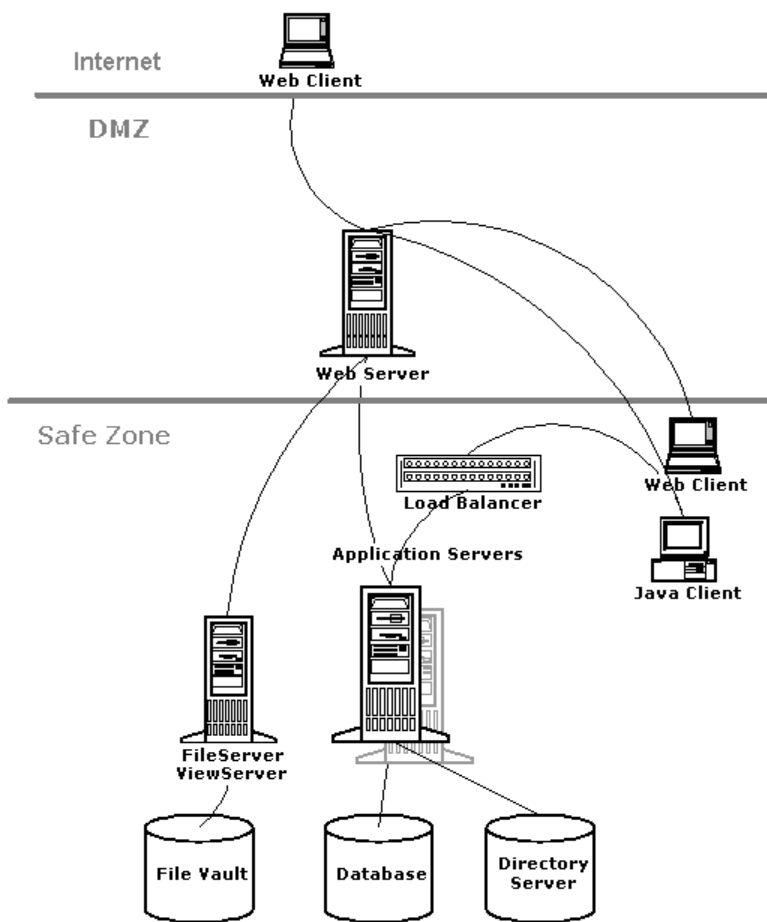 Internet
Web Client
DMZ
Web Server
Safe Zone
Web Client
Load Balancer
Application Servers
Java Client
FileServer
ViewServer
File Vault
Database
Directory
Server